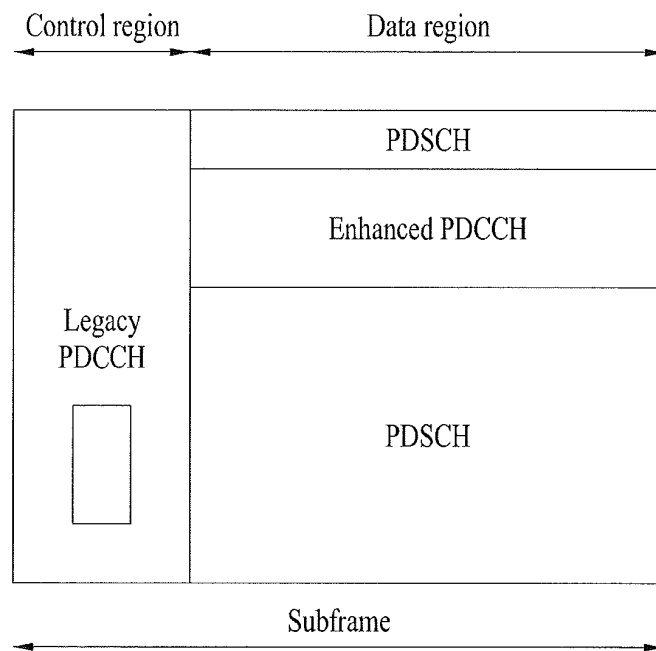 Control region
Data region
PDSCH
Enhanced PDCCH
Legacy
PDCCH
PDSCH
Subframe